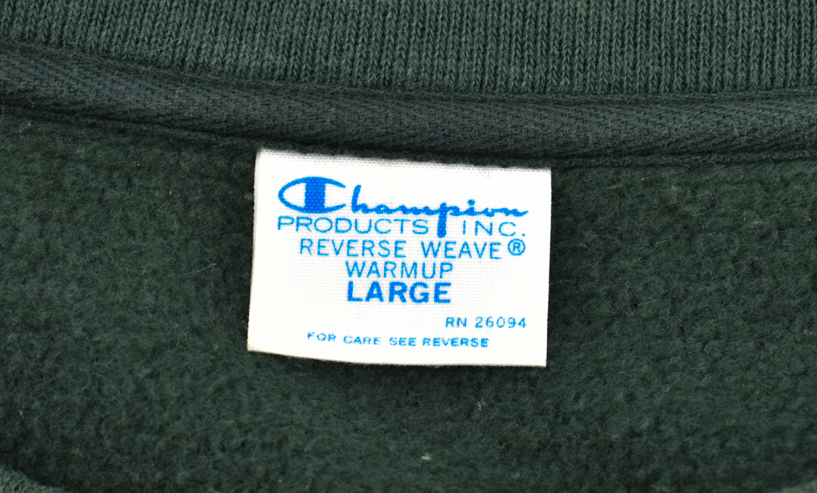 Champion
PRODUCTS INC.
REVERSE WEAVE®
WARMUP
LARGE
RN 26094
FOR CARE SEE REVERSE